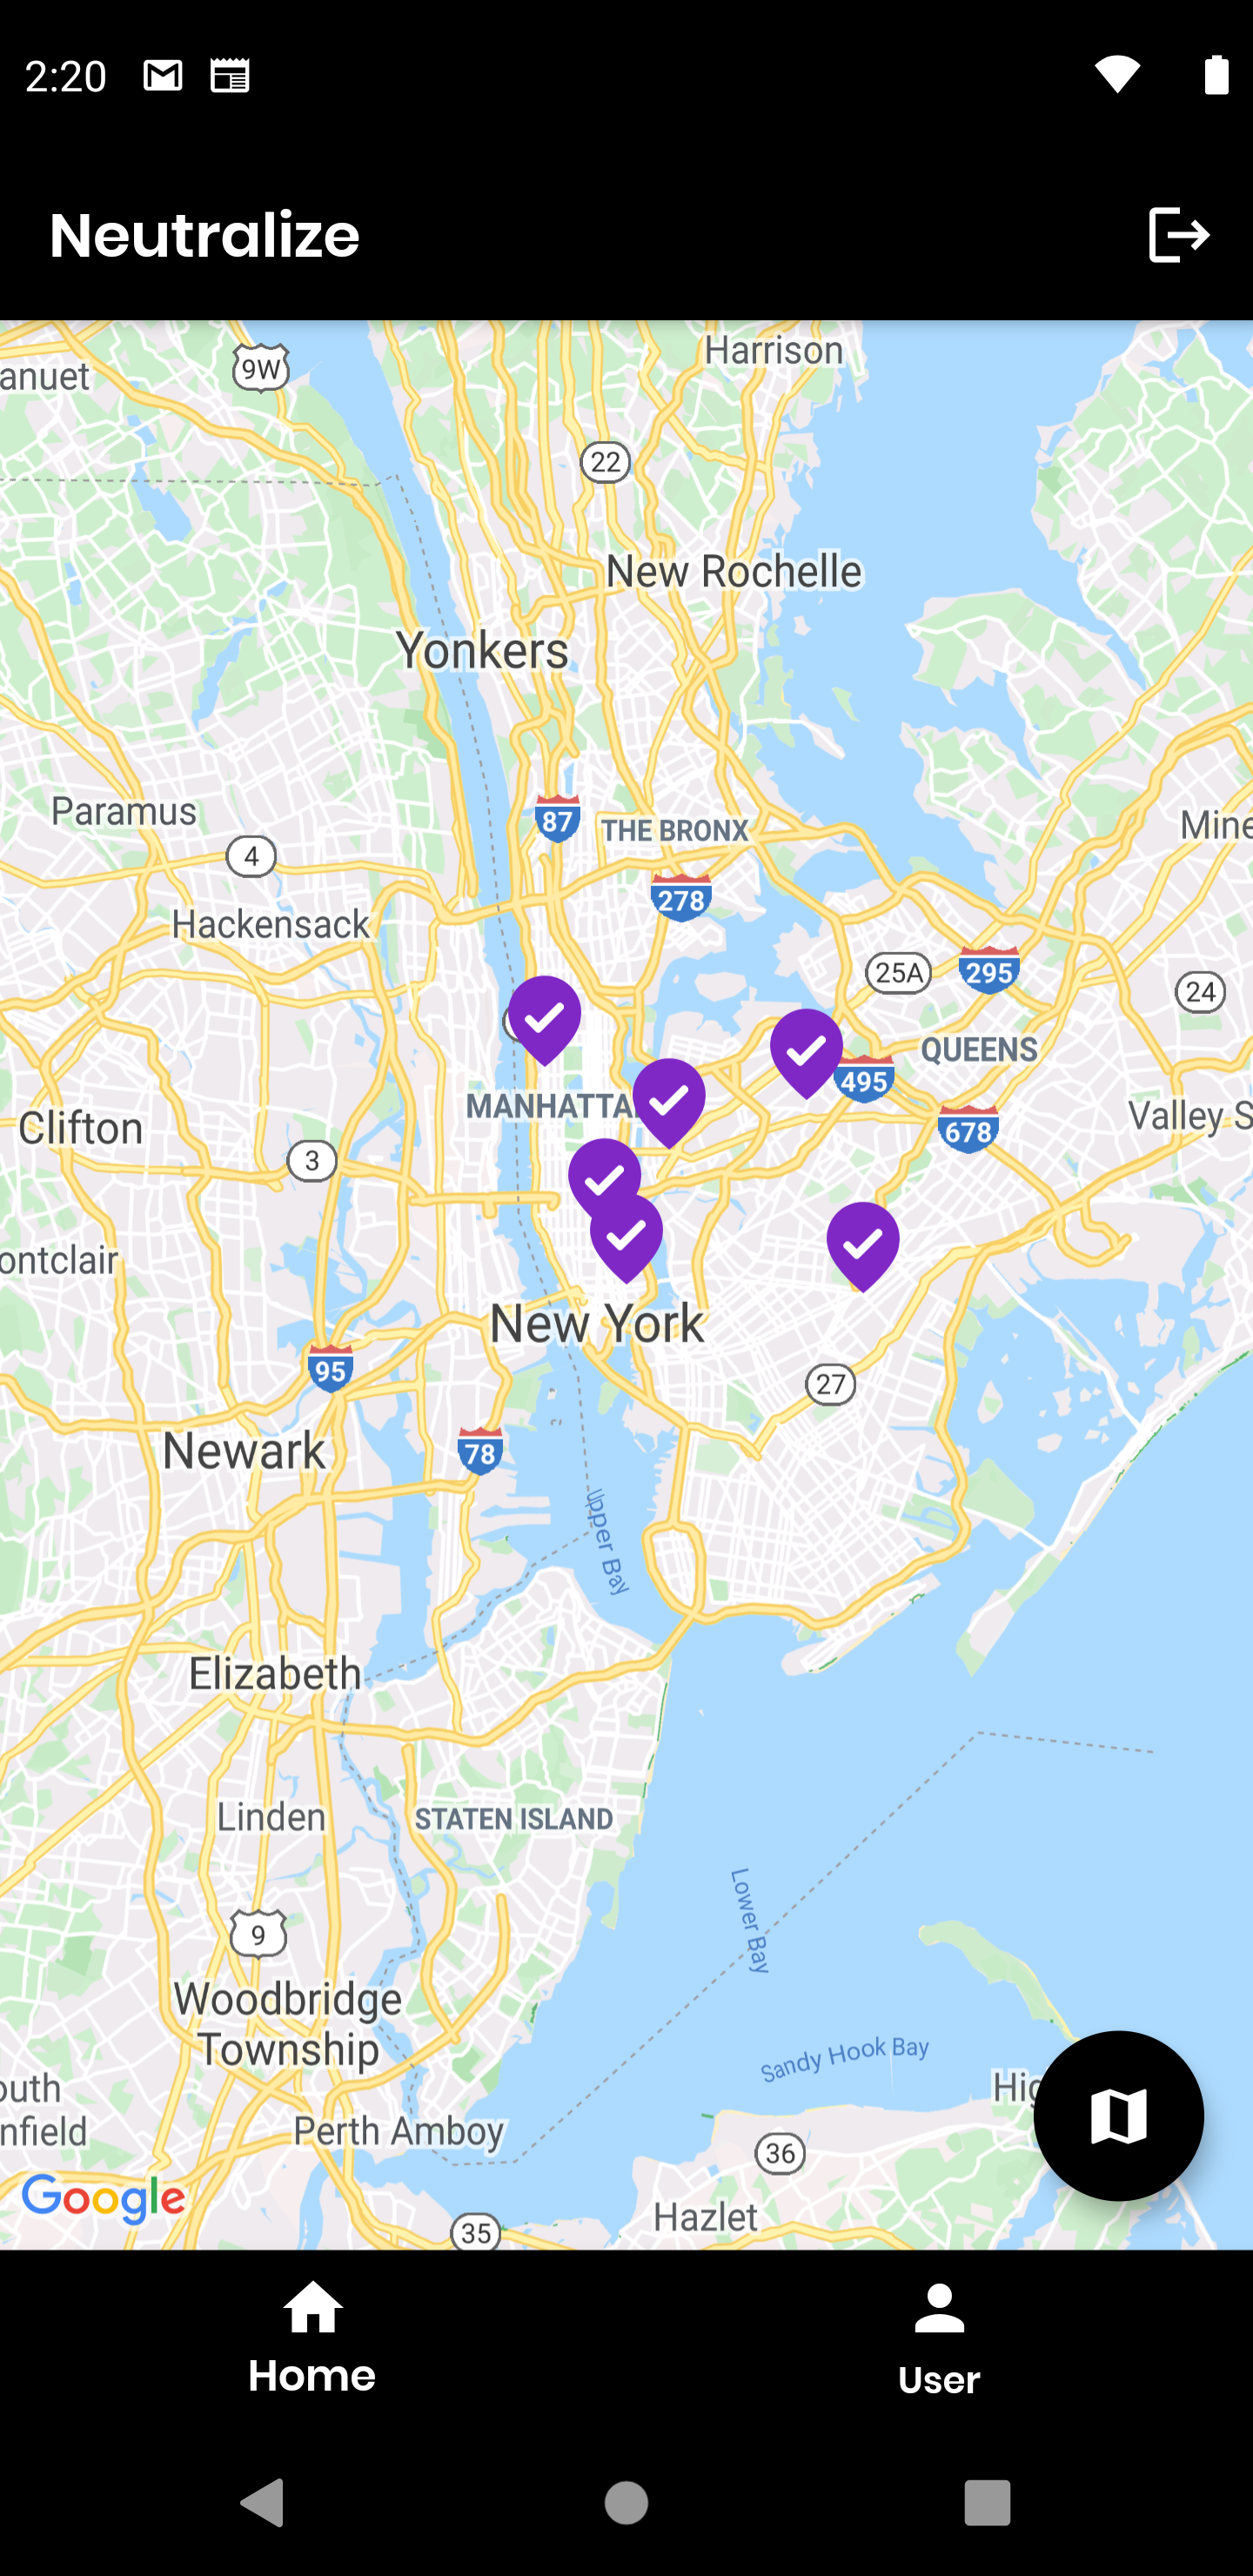 2:20
Neutralize
Harrison
anuet
9W
22
New Rochelle
Yonkers
Paramus
87
THE BRONX
Mine
4
278
Hackensack
25A
295
24
QUEENS
495
MANHATTA
Clifton
678
Valley S
3
ontclair
New York
95
27
Newark
78
Upper Bay
Elizabeth
Linden
STATEN ISLAND
Lower Bay
9
Woodbridge
Township
Sandy Hook Bay
outh
nfield
Hig
Perth Amboy
36
Google
35
Hazlet
Home
User